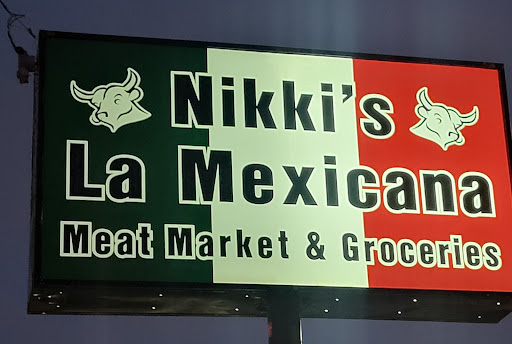 Nikki's
La Mexicana
Meat Market & Groceries